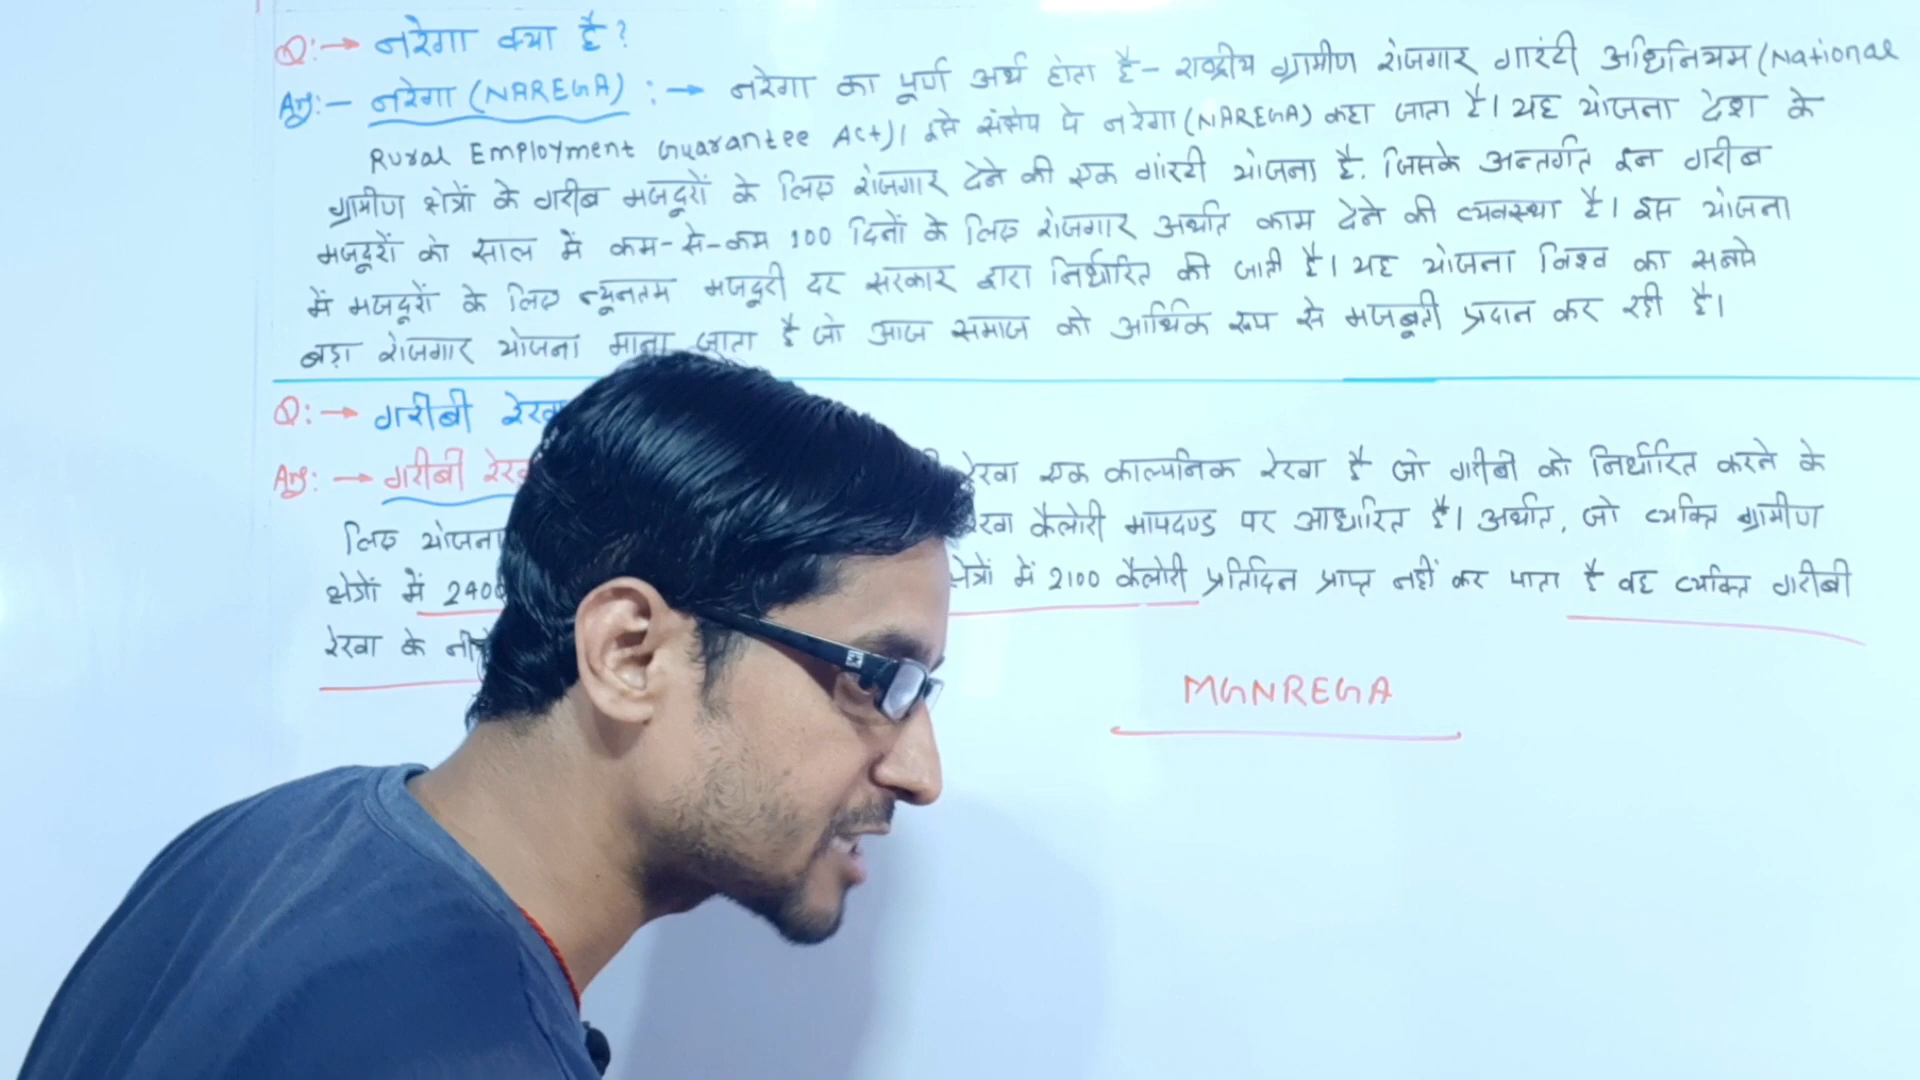 Q:→ नरेगा क्या है?
Ans:- नरेगा (NAREGA) :→ नरेगा का पूर्ण अर्थ होता है- राष्ट्रीय ग्रामीण रोजगार गारंटी अधिनियम (National
Rural Employment Guarantee Act)। इसे संक्षेप में नरेगा (NAREGA) कहा जाता है। यह योजना देश के
ग्रामीण क्षेत्रों के गरीब मजदूरों के लिए रोजगार देने की एक गांरटी योजना है, जिसके अन्तर्गत इन गरीब
मजदूरों को साल में कम-से-कम 100 दिनों के लिए रोजगार अर्थात काम देने की व्यवस्था है। इस योजना
में मजदूरों के लिए न्यूनतम मजदूरी दर सरकार द्वारा निर्धारित की जाती है। यह योजना विश्व का सबसे
बड़ा रोजगार योजना माना जाता है जो आज समाज को आर्थिक रूप से मजबूती प्रदान कर रही है।
Q:→ गरीबी रेखा
Ans:→ गरीबी रेखा रेखा एक काल्पनिक रेखा है जो गरीबी को निर्धारित करने के
लिए योजना रेखा कैलोरी मापदण्ड पर आधारित है। अर्थात, जो व्यक्ति ग्रामीण
क्षेत्रों में 2400 क्षेत्रों में 2100 कैलोरी प्रतिदिन प्राप्त नहीं कर पाता है वह व्यक्ति गरीबी
रेखा के नीचे
MGNREGA